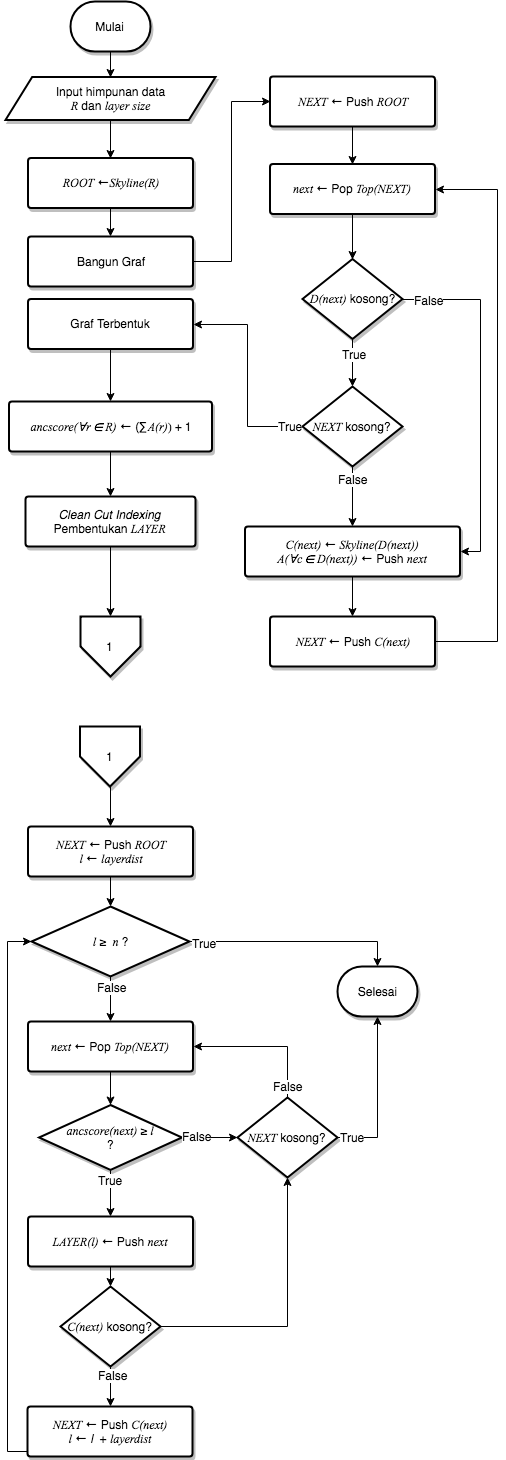 Mulai
Input himpunan data
R dan layer size
ROOT ←Skyline(R)
Bangun Graf
NEXT ← Push ROOT
next ← Pop Top(NEXT)
D(next) kosong?
False
True
NEXT kosong?
True
False
C(next) ← Skyline(D(next))
A(∀c ∈ D(next)) ← Push next
NEXT ← Push C(next)
Graf Terbentuk
ancscore(∀r ∈ R) ← (∑A(r)) + 1
Clean Cut Indexing
Pembentukan LAYER
1
1
NEXT ← Push ROOT
l ← layerdist
l ≥ n ?
True
False
Selesai
next ← Pop Top(NEXT)
False
ancscore(next) ≥ l
?
False
NEXT kosong?
True
True
LAYER(l) ← Push next
C(next) kosong?
False
NEXT ← Push C(next)
l ← l + layerdist